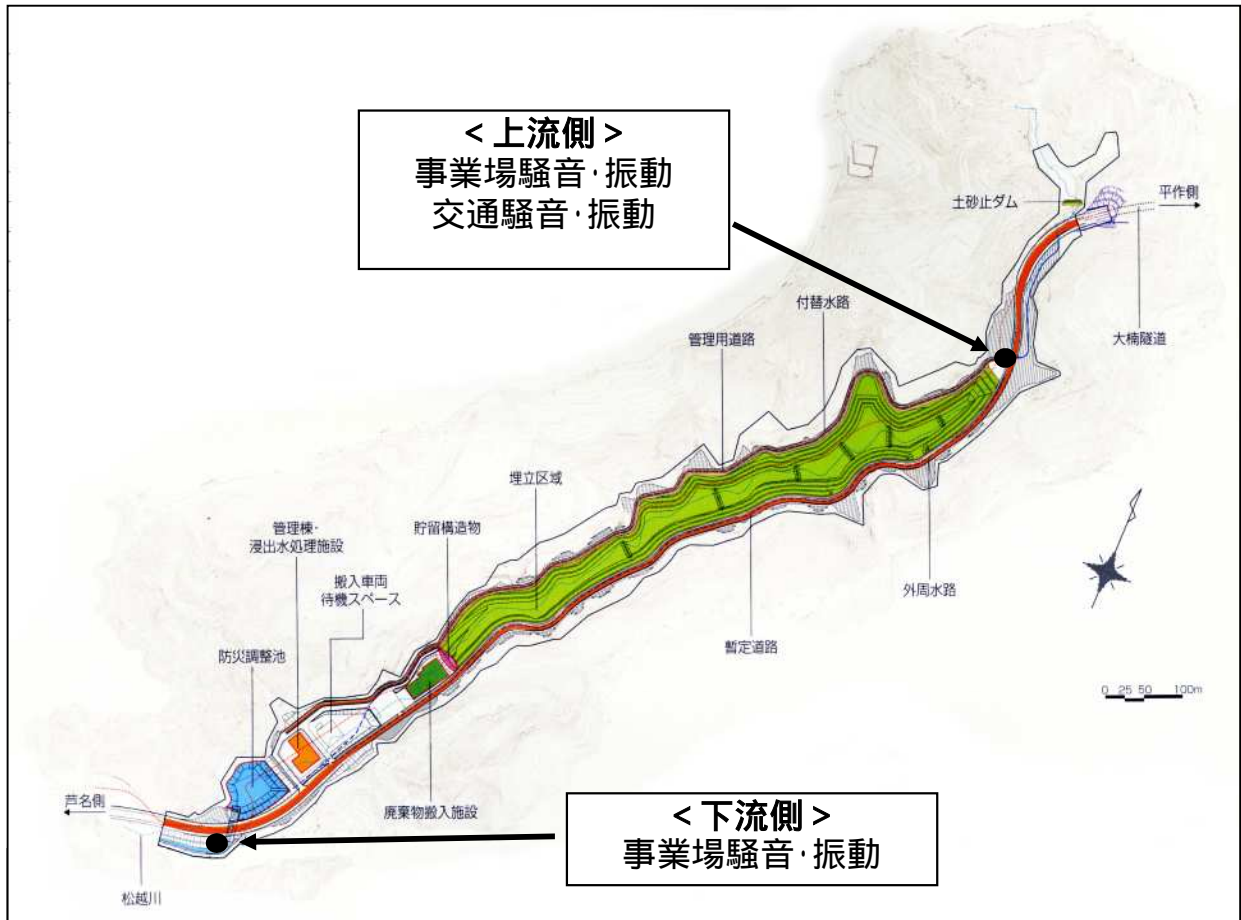 <上流側>
事業場騒音·振動
交通騒音·振動
土砂止ダム
平作側
大楠隧道
付替水路
管理用道路
埋立区域
貯留構造物
管理棟·
浸出水処理施設
搬入車両
待機スペース
防災調整池
外周水路
暫定道路
0 25 50 100m
芦名側
廃棄物搬入施設
<下流側>
事業場騒音·振動
松越川